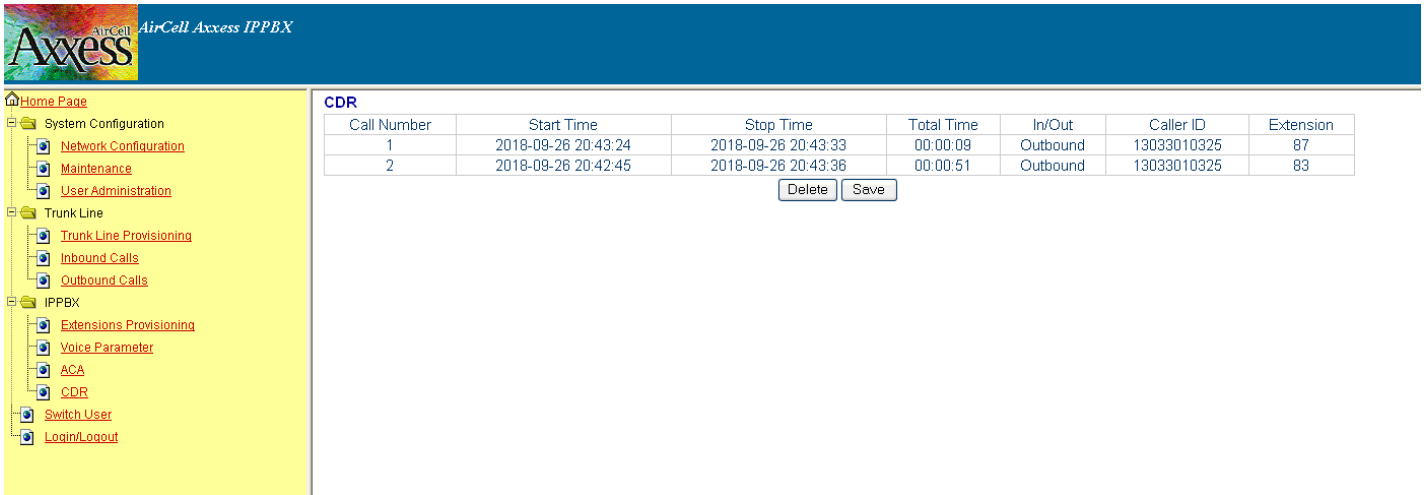 AirCell
Axxess
AirCell Axxess IPPBX
Home Page
System Configuration
Network Configuration
Maintenance
User Administration
Trunk Line
Trunk Line Provisioning
Inbound Calls
Outbound Calls
IPPBX
Extensions Provisioning
Voice Parameter
ACA
CDR
Switch User
Login/Logout
CDR
Call Number Start Time Stop Time Total Time In/Out Caller ID Extension
1 2018-09-26 20:43:24 2018-09-26 20:43:33 00:00:09 Outbound 13033010325 87
2 2018-09-26 20:42:45 2018-09-26 20:43:36 00:00:51 Outbound 13033010325 83
Delete Save